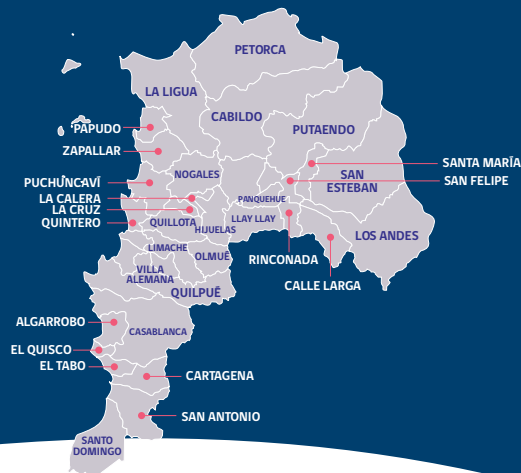 PETORCA
LA LIGUA
CABILDO
PAPUDO
PUTAENDO
ZAPALLAR
SANTA MARÍA
NOGALES
SAN
ESTEBAN
SAN FELIPE
PUCHUNCAVÍ
LA CALERA
PANQUEHUE
LA CRUZ
QUINTERO
QUILLOTA
LLAY LLAY
HIJUELAS
LOS ANDES
LIMACHE
OLMUÉ
RINCONADA
VILLA
ALEMANA
CALLE LARGA
QUILPUÉ
ALGARROBO
CASABLANCA
EL QUISCO
EL TABO
CARTAGENA
SAN ANTONIO
SANTO
DOMINGO